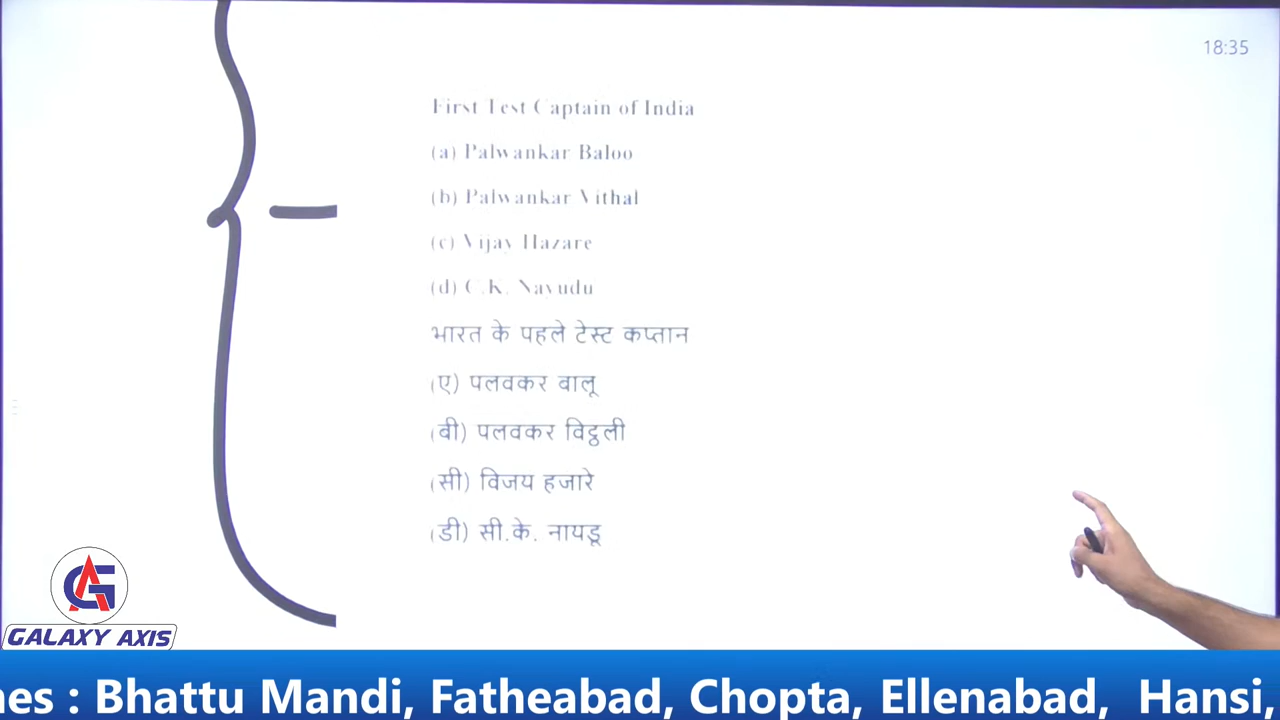 18:35
First Test Captain of India
(a) Palwankar Baloo
(b) Palwankar Vithal
(c) Vijay Hazare
(d) C.K. Nayudu
भारत के पहले टेस्ट कप्तान
(ए) पलवकर बालू
(बी) पलवकर विट्ठली
(सी) विजय हजारे
(डी) सी.के. नायडू
GALAXY AXIS
nes : Bhattu Mandi, Fatheabad, Chopta, Ellenabad, Hansi,